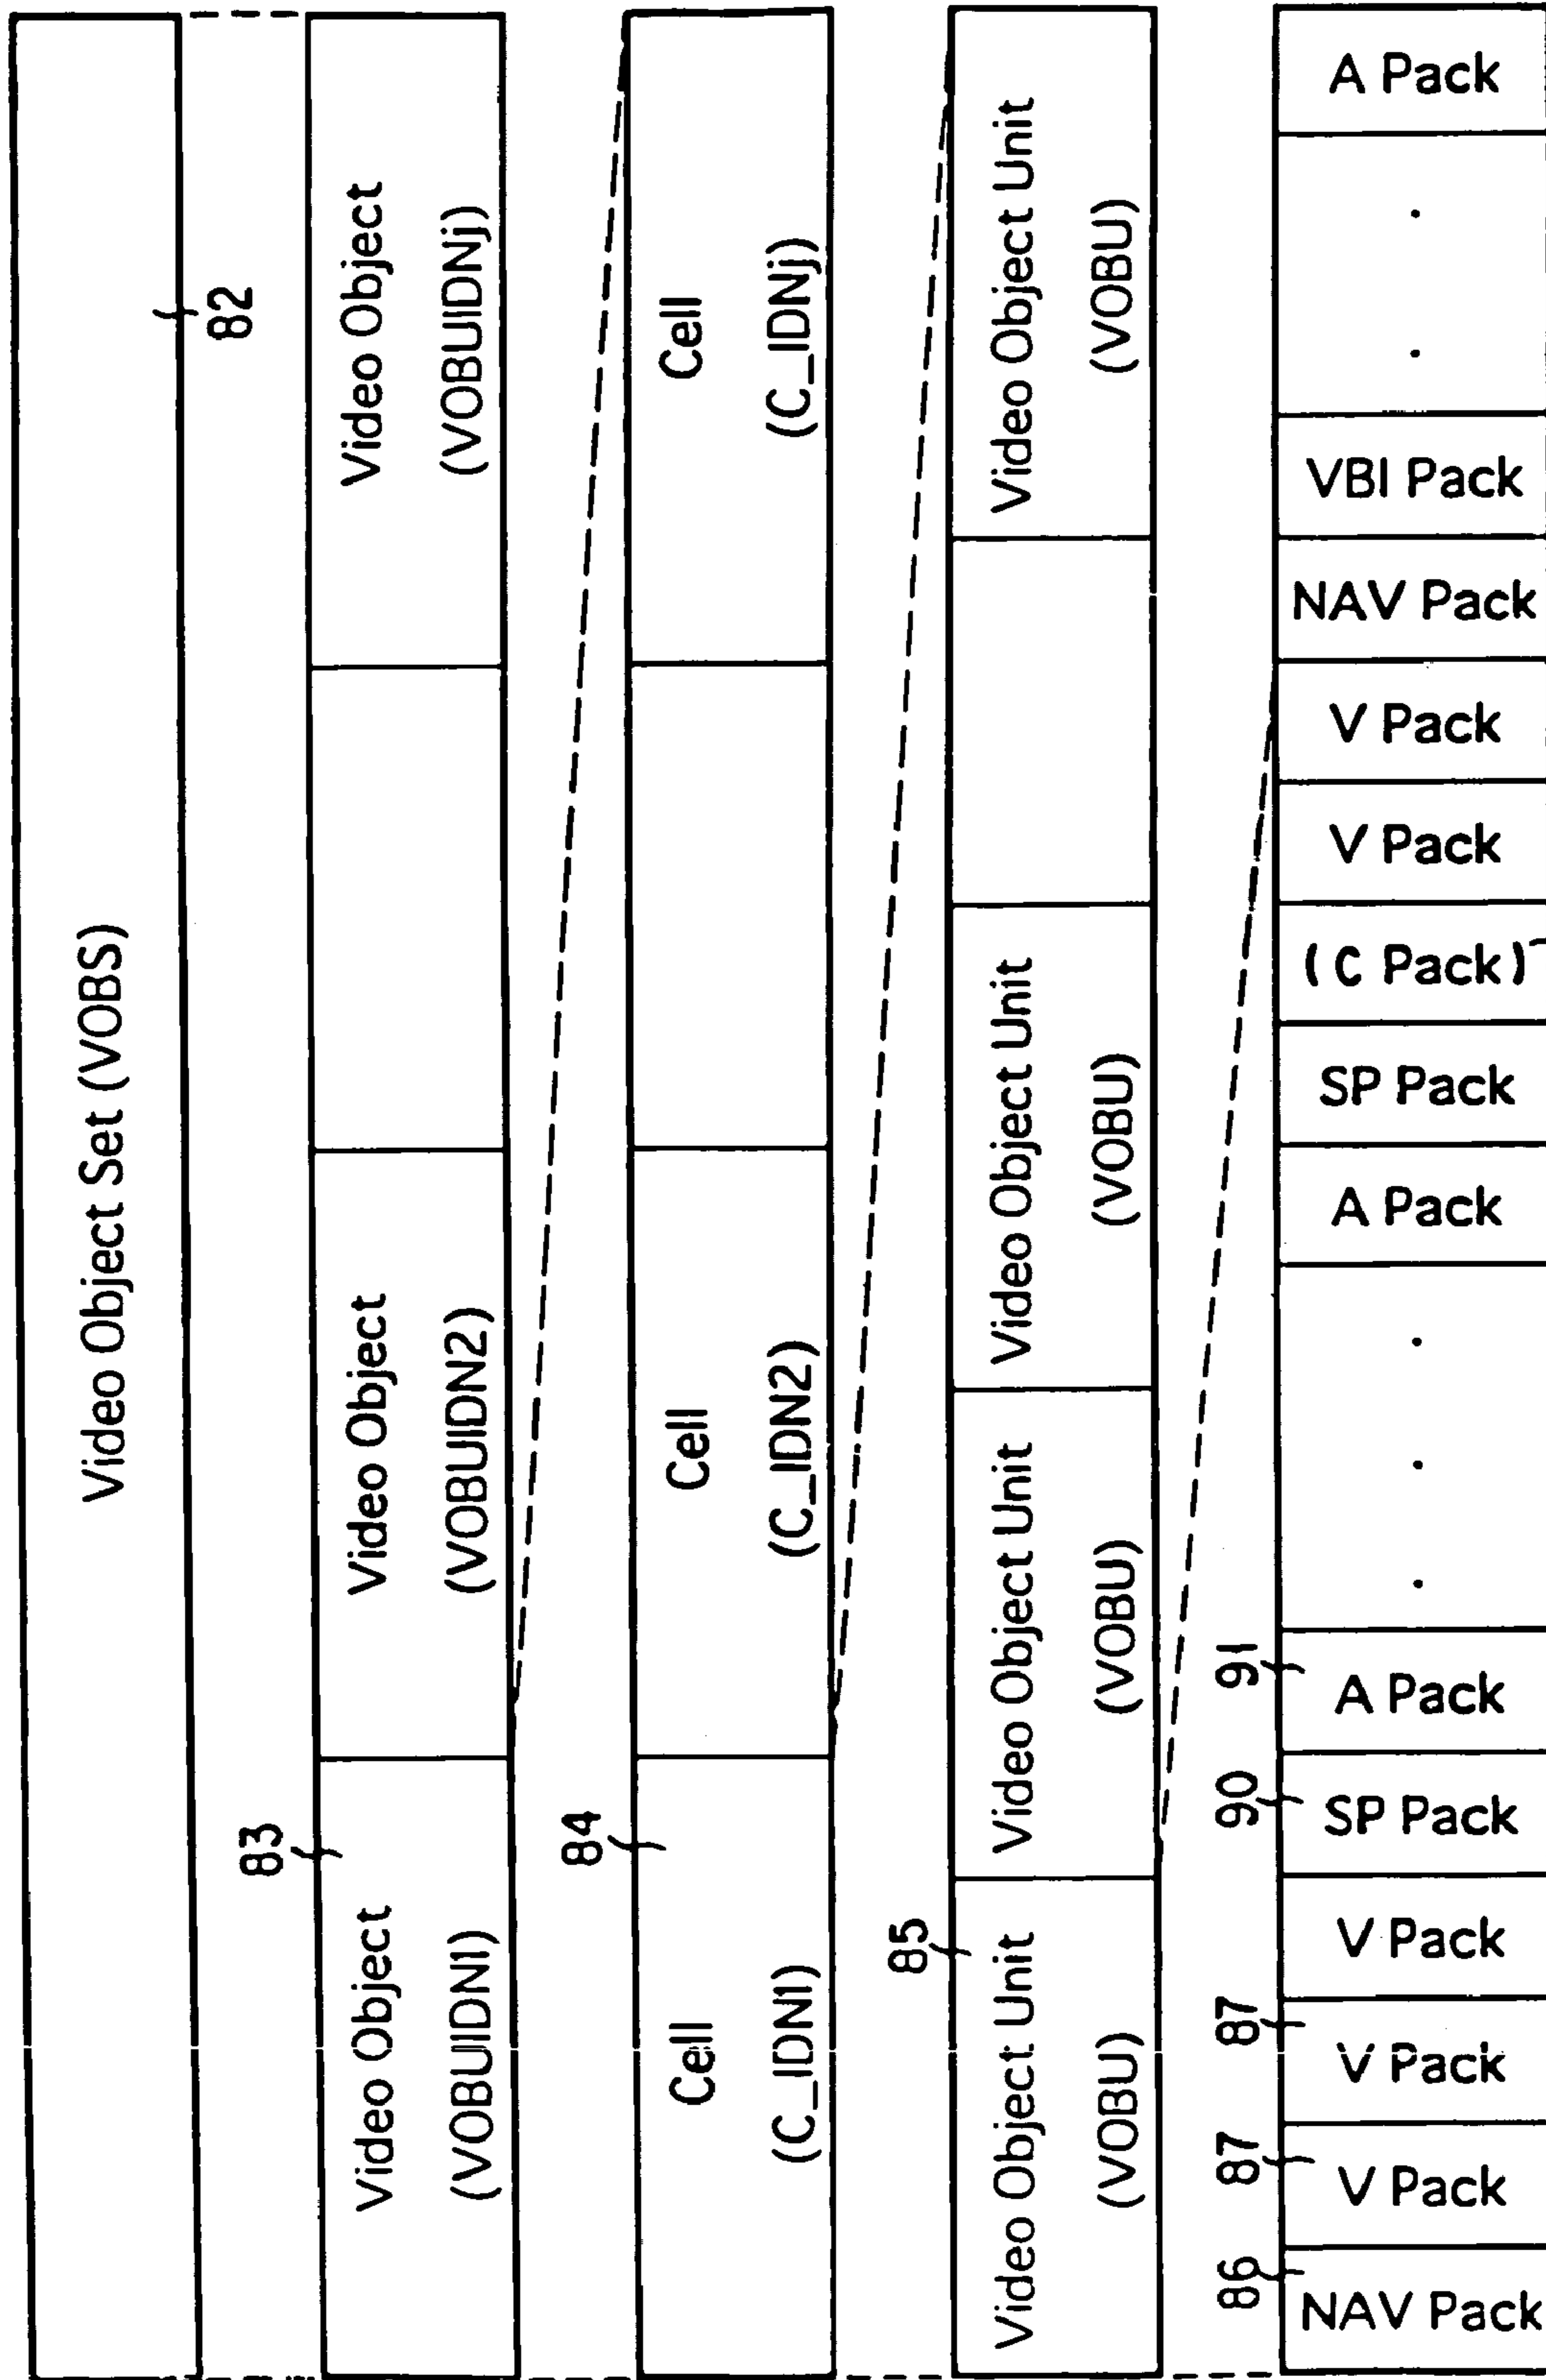 Video Object Set (VOBS)
82
83
Video Object
(VOBUIDN1)
Video Object
(VOBUIDN2)
Video Object
(VOBUIDNj)
84
Cell
(C_IDN1)
Cell
(C_IDN2)
Cell
(C_IDNj)
85
Video Object Unit
(VOBU)
Video Object Unit
(VOBU)
Video Object Unit
(VOBU)
Video Object Unit
(VOBU)
86
87
87
90
91
NAV Pack
V Pack
V Pack
V Pack
SP Pack
A Pack
. . .
A Pack
SP Pack
(C Pack)
V Pack
V Pack
NAV Pack
VBI Pack
. .
A Pack